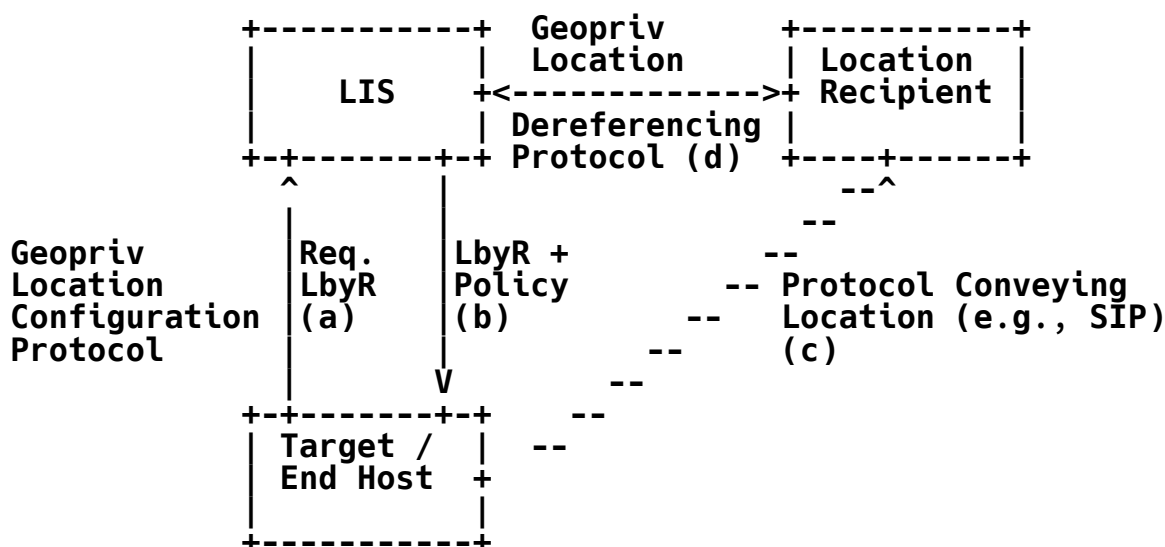 Geopriv
Location
LIS
Location
Recipient
Dereferencing
Protocol (d)
Geopriv
Location
Configuration
Protocol
Req.
LbyR
(a)
LbyR +
Policy
(b)
Protocol Conveying
Location (e.g., SIP)
(c)
Target /
End Host